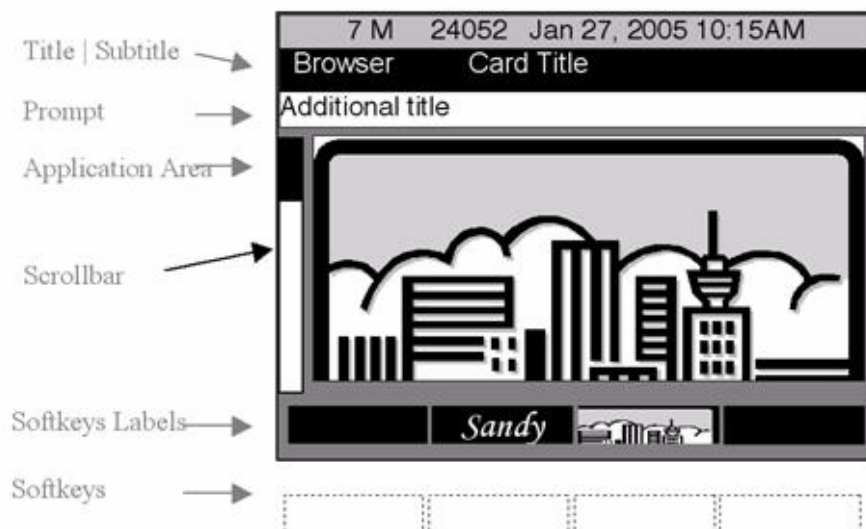 7 M 24052 Jan 27, 2005 10:15AM
Title | Subtitle
Browser Card Title
Prompt
Additional title
Application Area
Scrollbar
Softkeys Labels
Sandy
Softkeys